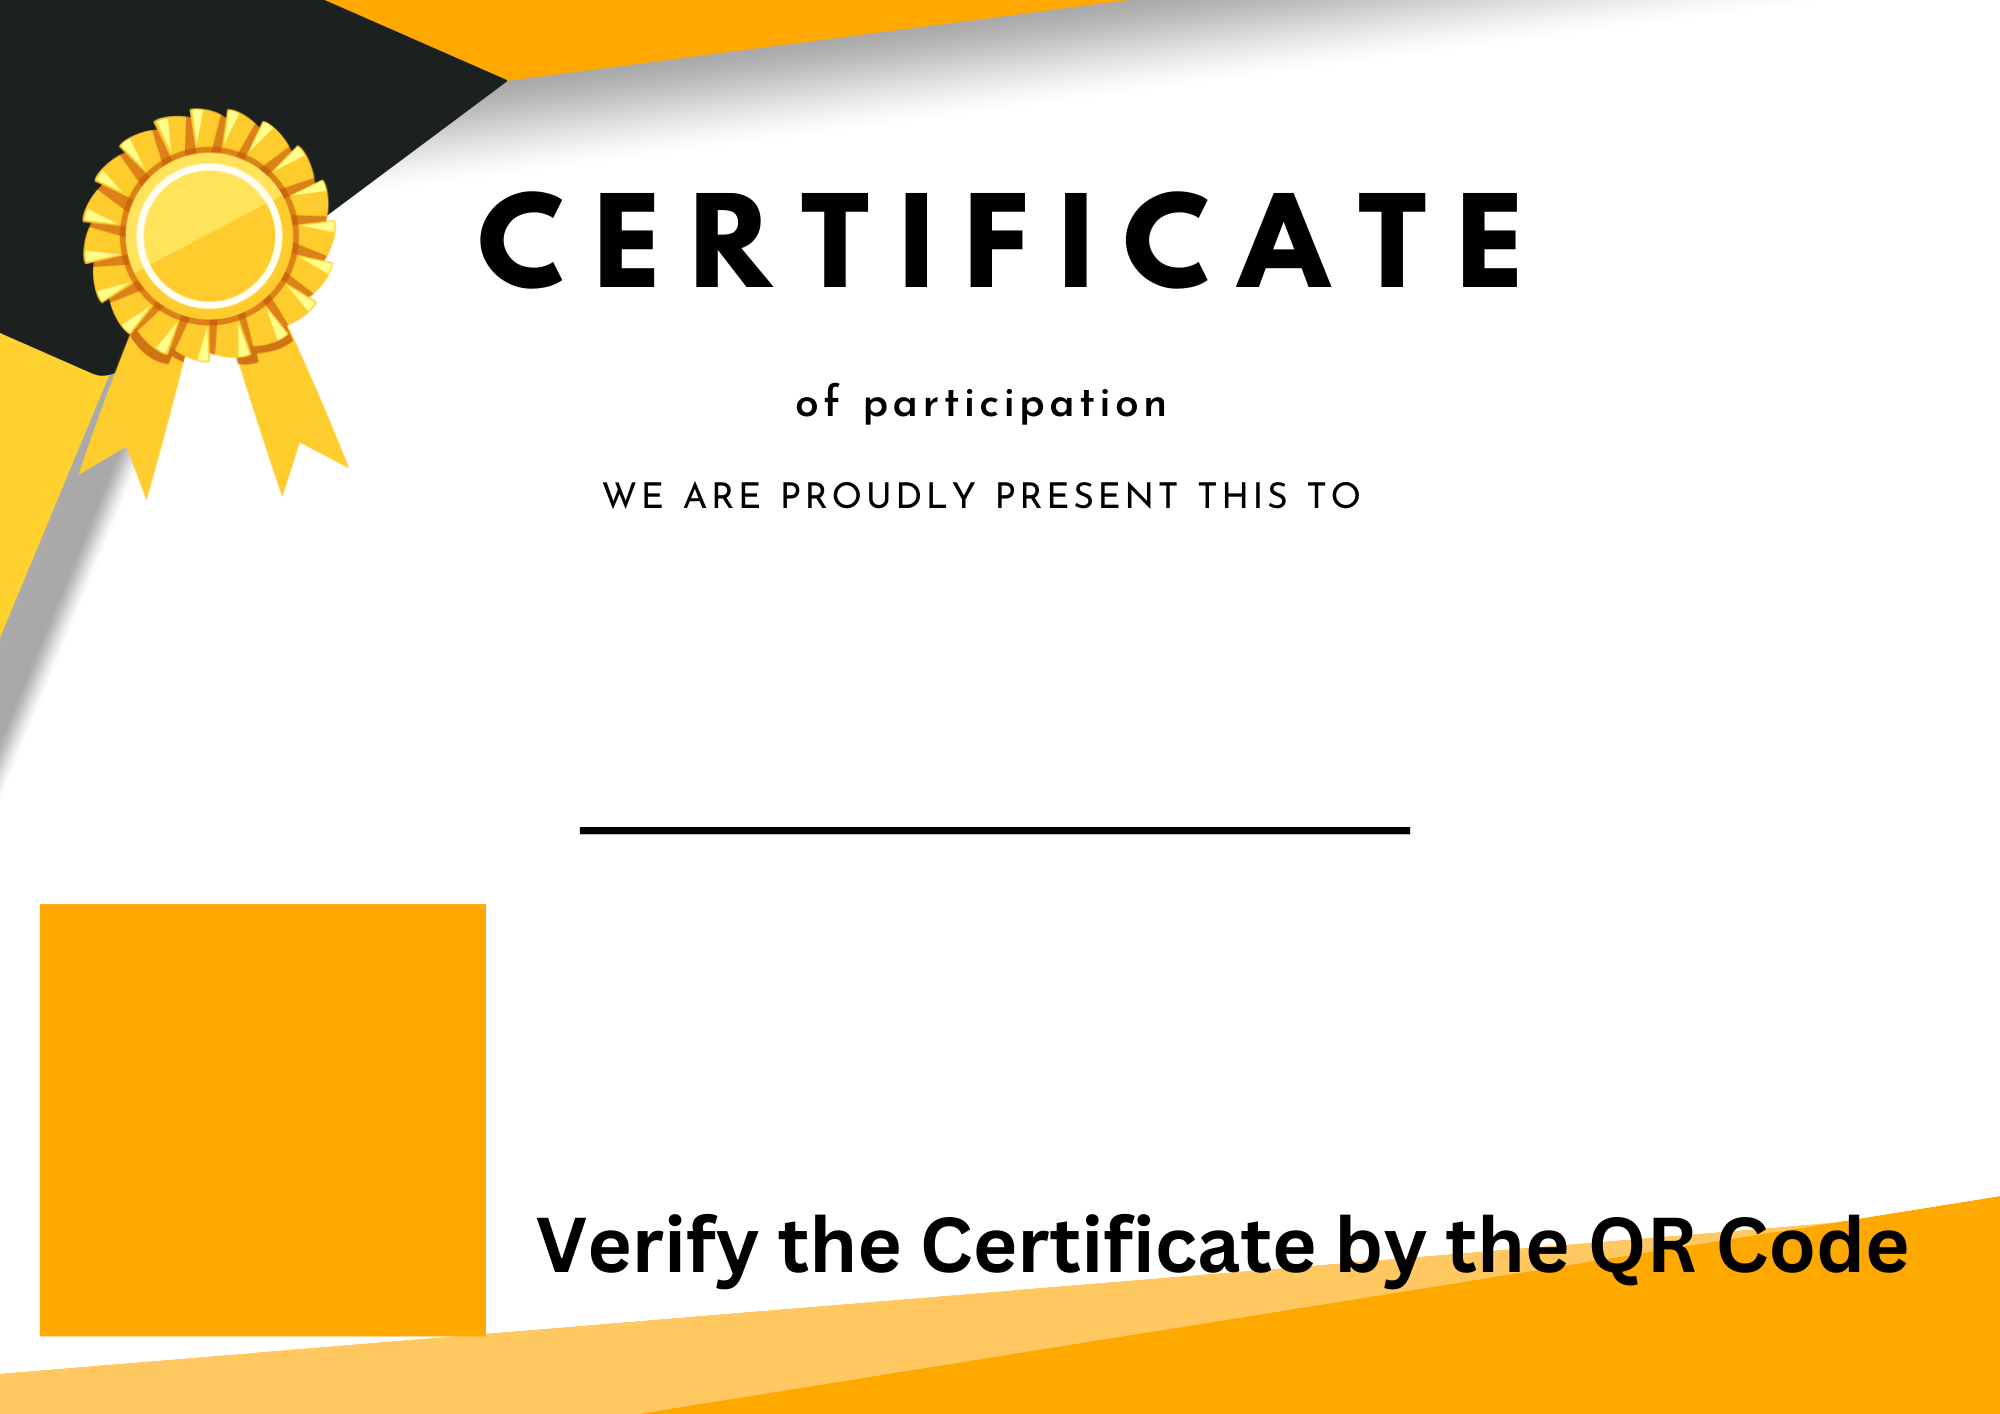 CERTIFICATE
of participation
WE ARE PROUDLY PRESENT THIS TO
Verify the Certificate by the QR Code